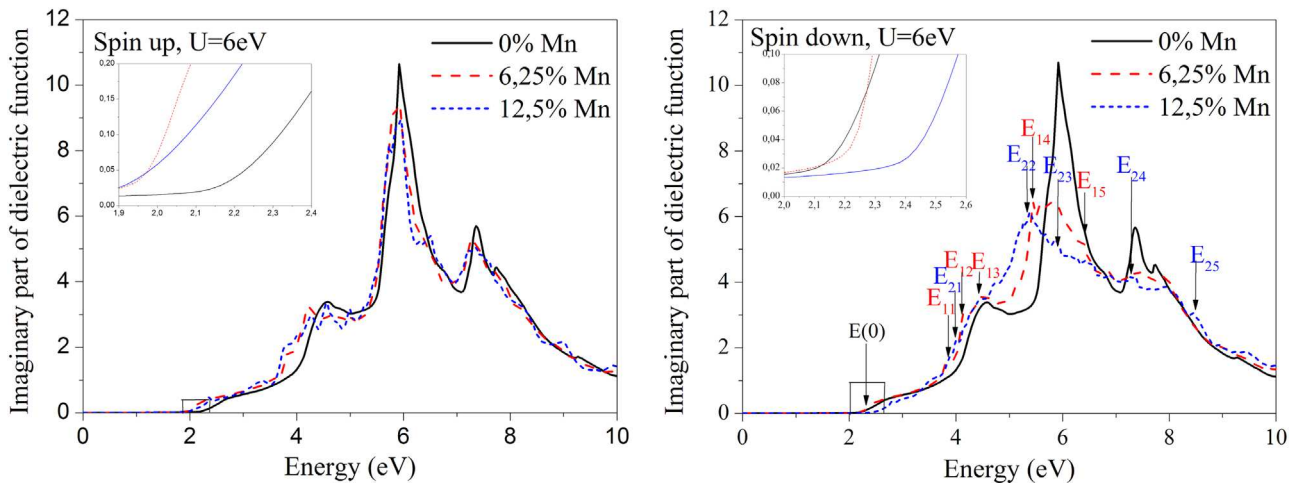 Imaginary part of dielectric function
12
10
8
6
4
2
0
Spin up, U=6eV
0% Mn
6,25% Mn
12,5% Mn
0,20
0,15
0,10
0,05
0,00
1,9 2,0 2,1 2,2 2,3 2,4
0 2 4 6 8 10
Energy (eV)
Imaginary part of dielectric function
12
10
8
6
4
2
0
Spin down, U=6eV
0% Mn
6,25% Mn
12,5% Mn
0,10
0,08
0,06
0,04
0,02
0,00
2,0 2,1 2,2 2,3 2,4 2,5 2,6
E14
E22
E23
E15
E24
E12
E13
E21
E11
E25
E(0)
0 2 4 6 8 10
Energy (eV)